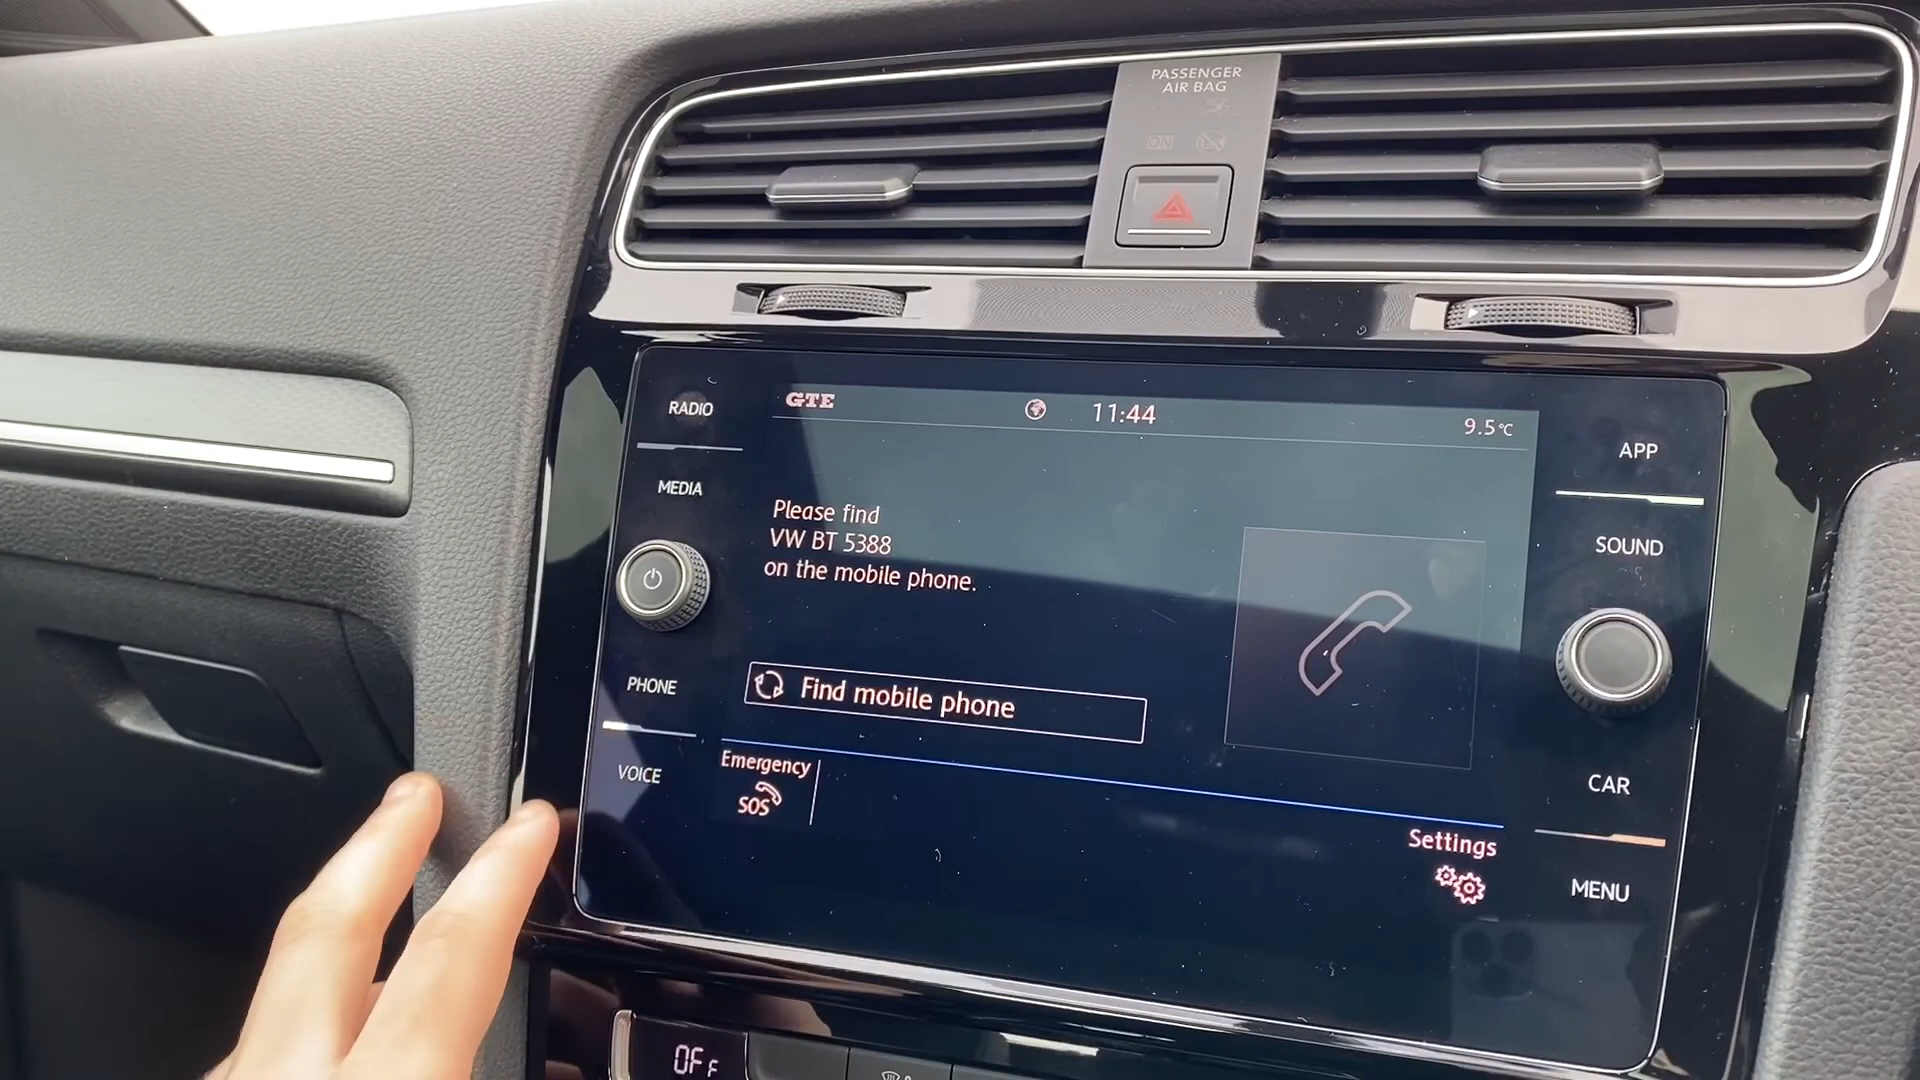 PASSENGER
AIR BAG
ON
RADIO
MEDIA
PHONE
VOICE
GTE
11:44
9.5°C
Please find
VW BT 5388
on the mobile phone.
Find mobile phone
Emergency
SOS
Settings
APP
SOUND
CAR
MENU
OFF